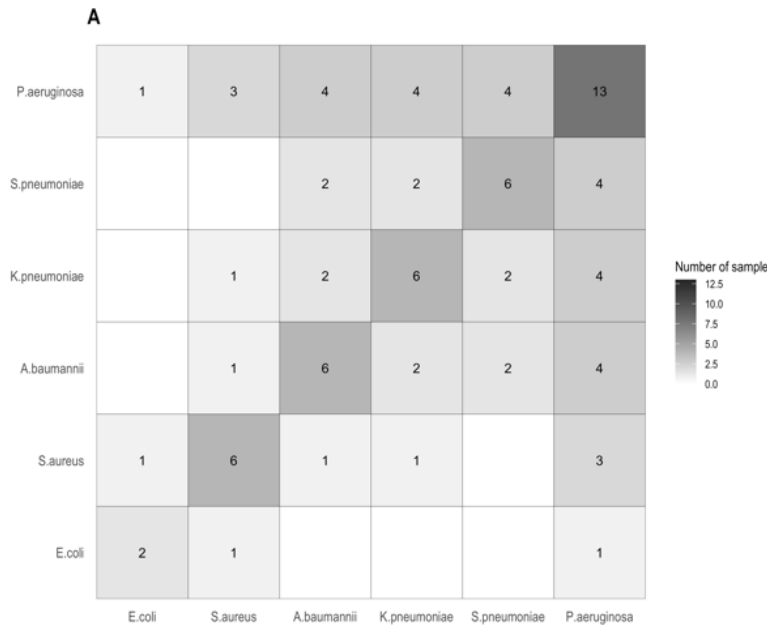 A
P.aeruginosa 1 3 4 4 4 13
S.pneumoniae 2 2 6 4
K.pneumoniae 1 2 6 2 4
A.baumannii 1 6 2 2 4
S.aureus 1 6 1 1 3
E.coli 2 1 1
E.coli S.aureus A.baumannii K.pneumoniae S.pneumoniae P.aeruginosa
Number of sample
12.5
10.0
7.5
5.0
2.5
0.0